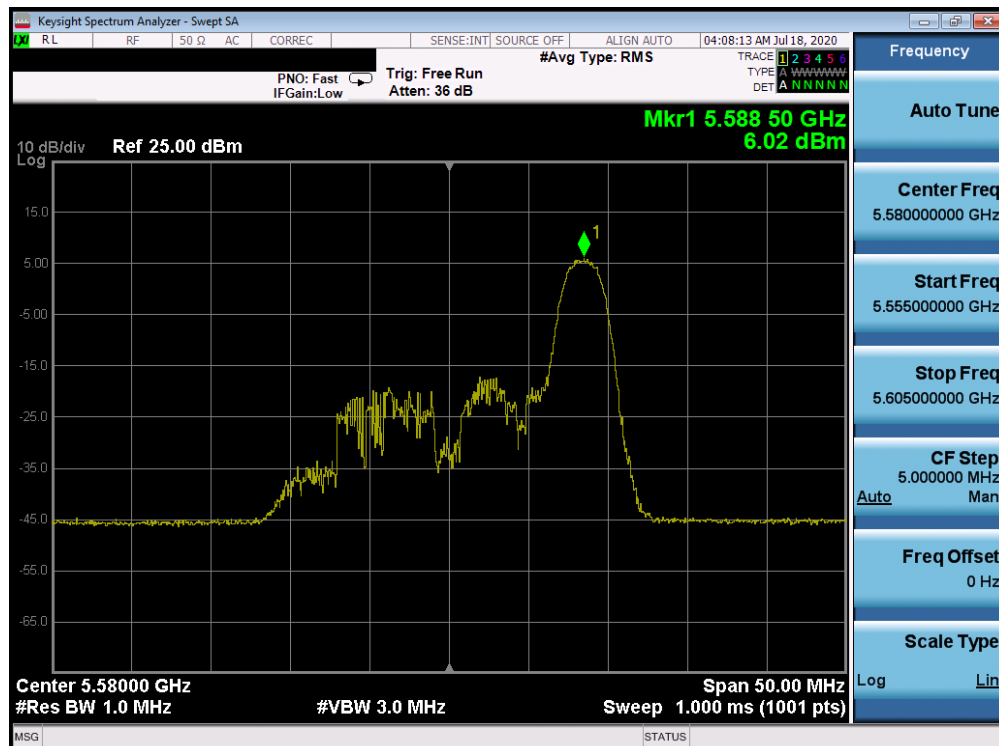 Keysight Spectrum Analyzer - Swept SA
LXI RL RF 50 Ω AC CORREC SENSE:INT SOURCE OFF ALIGN AUTO 04:08:13 AM Jul 18, 2020
#Avg Type: RMS
TRACE 1 2 3 4 5 6
TYPE A WWWWW
DET A N N N N N
PNO: Fast
IFGain:Low
Trig: Free Run
Atten: 36 dB
Mkr1 5.588 50 GHz
6.02 dBm
10 dB/div Ref 25.00 dBm
Log
15.0
5.00
-5.00
-15.0
-25.0
-35.0
-45.0
-55.0
-65.0
1
Center 5.58000 GHz Span 50.00 MHz
#Res BW 1.0 MHz #VBW 3.0 MHz Sweep 1.000 ms (1001 pts)
MSG STATUS
Frequency
Auto Tune
Center Freq
5.580000000 GHz
Start Freq
5.555000000 GHz
Stop Freq
5.605000000 GHz
CF Step
5.000000 MHz
Auto Man
Freq Offset
0 Hz
Scale Type
Log Lin